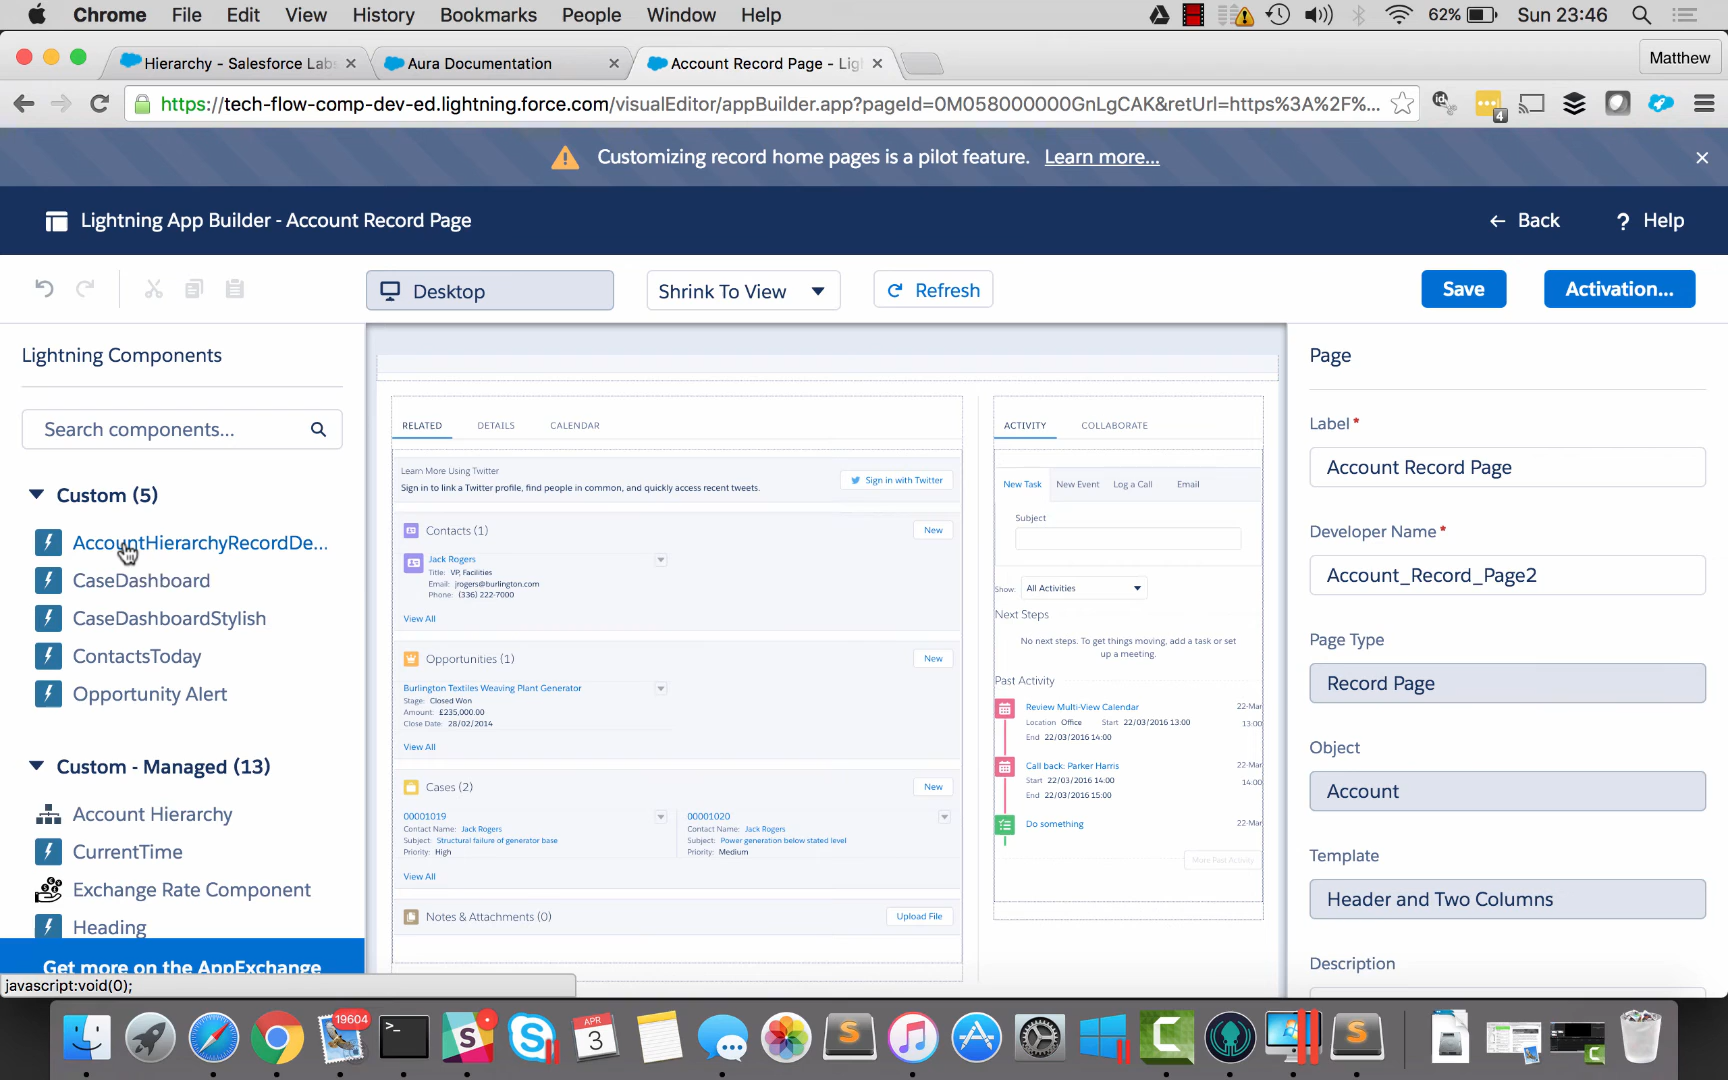 Chrome File Edit View History Bookmarks People Window Help
62% Sun 23:46
Hierarchy - Salesforce Labs
Aura Documentation
Account Record Page - Lig
Matthew
https://tech-flow-comp-dev-ed.lightning.force.com/visualEditor/appBuilder.app?pageId=0M058000000GnLgCAK&retUrl=https%3A%2F%...
4
Customizing record home pages is a pilot feature. Learn more...
Lightning App Builder - Account Record Page
Back
? Help
Desktop
Shrink To View
Refresh
Save
Activation...
Lightning Components
Search components...
Custom (5)
AccountHierarchyRecordDe...
CaseDashboard
CaseDashboardStylish
ContactsToday
Opportunity Alert
Custom - Managed (13)
Account Hierarchy
CurrentTime
Exchange Rate Component
Heading
Get more on the AppExchange
javascript:void(0);
RELATED DETAILS CALENDAR
Learn More Using Twitter
Sign in to link a Twitter profile, find people in common, and quickly access recent tweets.
Sign in with Twitter
Contacts (1)
New
Jack Rogers
Title: VP, Facilities
Email: jrogers@burlington.com
Phone: (336) 222-7000
View All
Opportunities (1)
New
Burlington Textiles Weaving Plant Generator
Stage: Closed Won
Amount: £235,000.00
Close Date: 28/02/2014
View All
Cases (2)
New
00001019
Contact Name: Jack Rogers
Subject: Structural failure of generator base
Priority: High
00001020
Contact Name: Jack Rogers
Subject: Power generation below stated level
Priority: Medium
View All
Notes & Attachments (0)
Upload File
ACTIVITY COLLABORATE
New Task New Event Log a Call Email
Subject
Show: All Activities
Next Steps
No next steps. To get things moving, add a task or set
up a meeting.
Past Activity
Review Multi-View Calendar
22-Mar
Location Office Start 22/03/2016 13:00
13:00
End 22/03/2016 14:00
Call back: Parker Harris
22-Mar
Start 22/03/2016 14:00
14:00
End 22/03/2016 15:00
Do something
22-Mar
More Past Activity
Page
Label*
Account Record Page
Developer Name*
Account_Record_Page2
Page Type
Record Page
Object
Account
Template
Header and Two Columns
Description
19604
APR
3